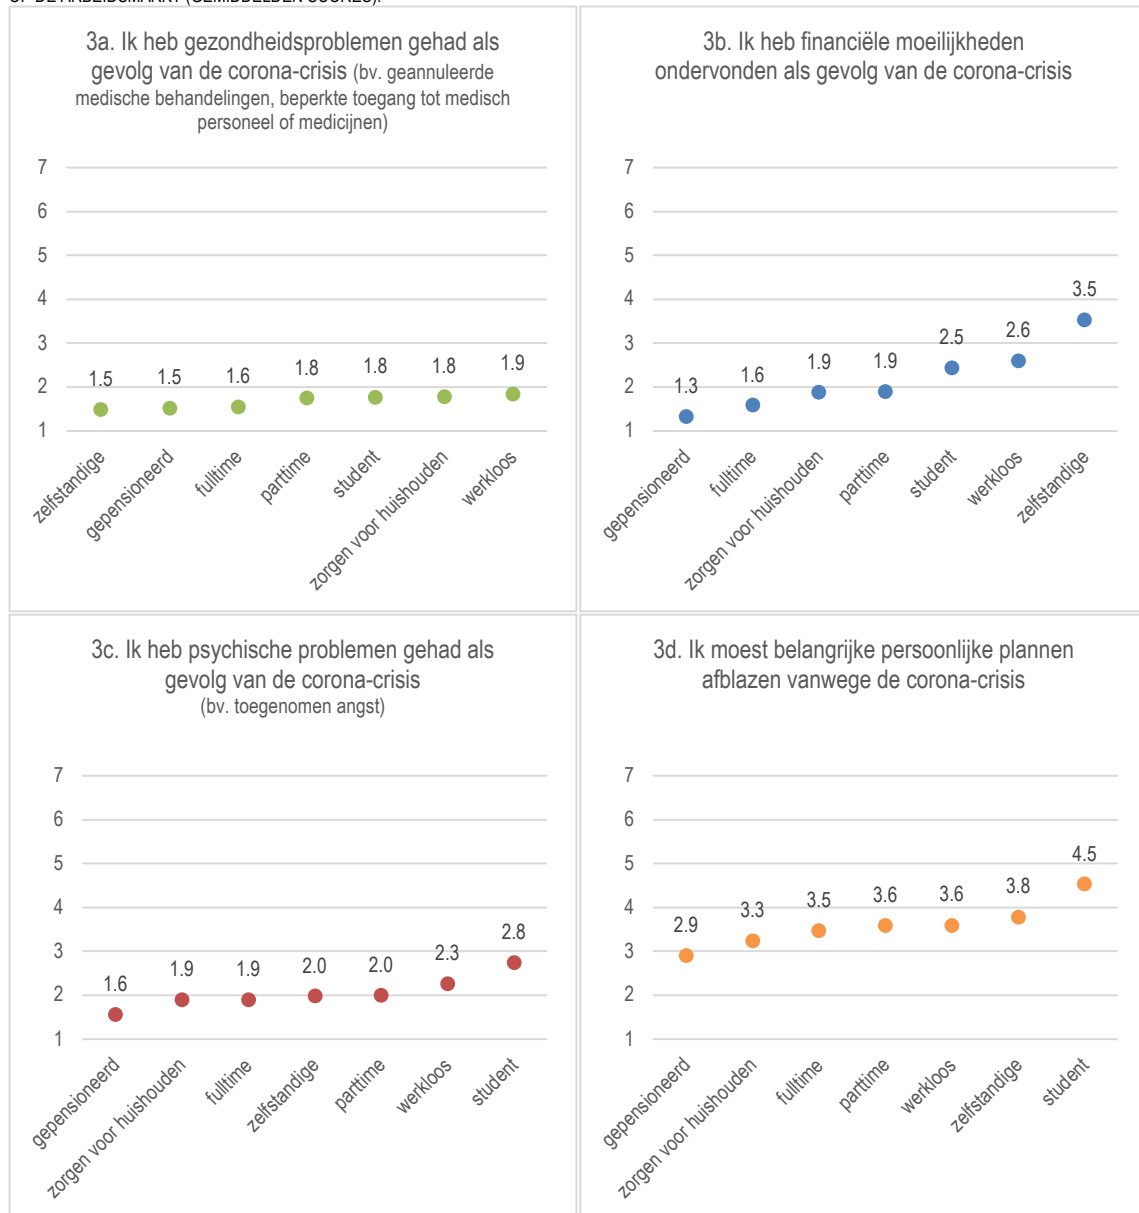 OP DE ARBEIDSMARKT (GEMIDDELDEN SCORES).
3a. Ik heb gezondheidsproblemen gehad als
gevolg van de corona-crisis (bv. geannuleerde
medische behandelingen, beperkte toegang tot medisch
personeel of medicijnen)
7
6
5
4
3
2
1
1.5
1.5
1.6
1.8
1.8
1.8
1.9
zelfstandige
gepensioneerd
fulltime
parttime
student
zorgen voor huishouden
werkloos
3b. Ik heb financiële moeilijkheden
ondervonden als gevolg van de corona-crisis
7
6
5
4
3
2
1
1.3
1.6
1.9
1.9
2.5
2.6
3.5
gepensioneerd
fulltime
zorgen voor huishouden
parttime
student
werkloos
zelfstandige
3c. Ik heb psychische problemen gehad als
gevolg van de corona-crisis
(bv. toegenomen angst)
7
6
5
4
3
2
1
1.6
1.9
1.9
2.0
2.0
2.3
2.8
gepensioneerd
zorgen voor huishouden
fulltime
zelfstandige
parttime
werkloos
student
3d. Ik moest belangrijke persoonlijke plannen
afblazen vanwege de corona-crisis
7
6
5
4
3
2
1
2.9
3.3
3.5
3.6
3.6
3.8
4.5
gepensioneerd
zorgen voor huishouden
fulltime
parttime
werkloos
zelfstandige
student